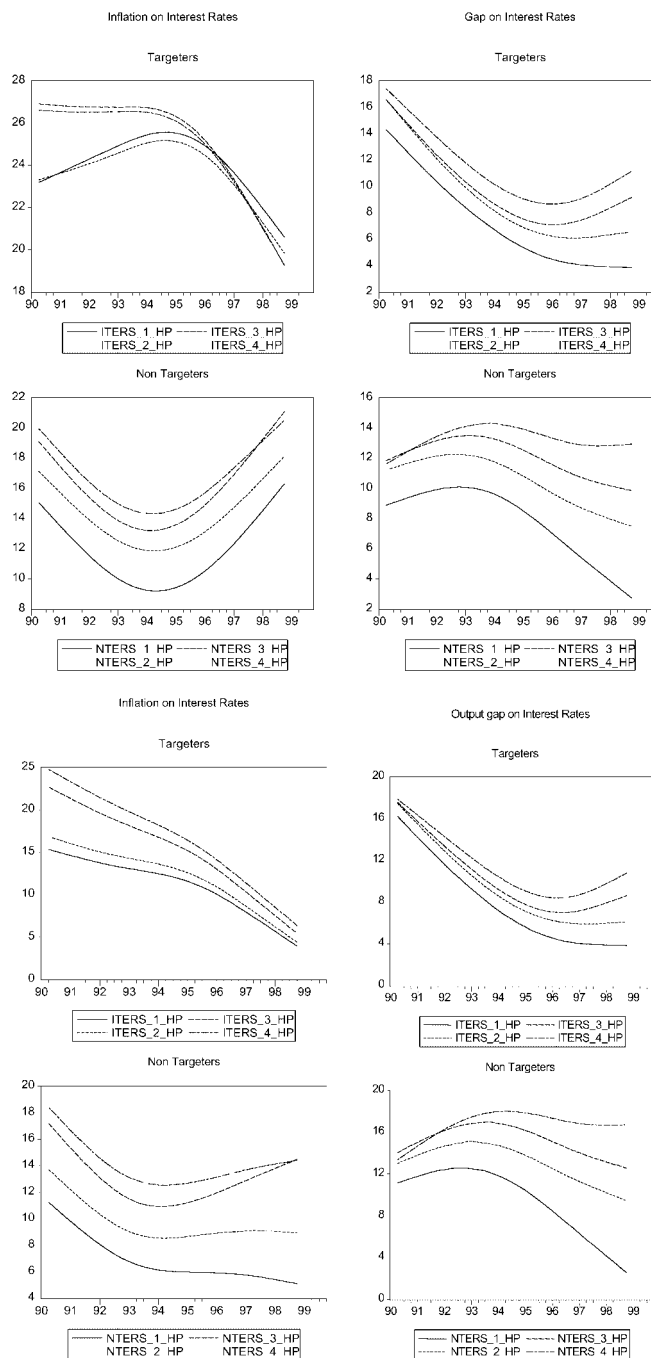 Inflation on Interest Rates
Targeters
28
26
24
22
20
18
90 91 92 93 94 95 96 97 98 99
ITERS_1_HP ITERS_3_HP
ITERS_2_HP ITERS_4_HP
Gap on Interest Rates
Targeters
18
16
14
12
10
8
6
4
2
90 91 92 93 94 95 96 97 98 99
ITERS_1_HP ITERS_3_HP
ITERS_2_HP ITERS_4_HP
Non Targeters
22
20
18
16
14
12
10
8
90 91 92 93 94 95 96 97 98 99
NTERS_1_HP NTERS_3_HP
NTERS_2_HP NTERS_4_HP
Non Targeters
16
14
12
10
8
6
4
2
90 91 92 93 94 95 96 97 98 99
NTERS_1_HP NTERS_3_HP
NTERS_2_HP NTERS_4_HP
Inflation on Interest Rates
Targeters
25
20
15
10
5
0
90 91 92 93 94 95 96 97 98 99
ITERS_1_HP ITERS_3_HP
ITERS_2_HP ITERS_4_HP
Output gap on Interest Rates
Targeters
20
16
12
8
4
0
90 91 92 93 94 95 96 97 98 99
ITERS_1_HP ITERS_3_HP
ITERS_2_HP ITERS_4_HP
Non Targeters
20
18
16
14
12
10
8
6
4
90 91 92 93 94 95 96 97 98 99
NTERS_1_HP NTERS_3_HP
NTERS_2_HP NTERS_4_HP
Non Targeters
20
16
12
8
4
0
90 91 92 93 94 95 96 97 98 99
NTERS_1_HP NTERS_3_HP
NTERS_2_HP NTERS_4_HP